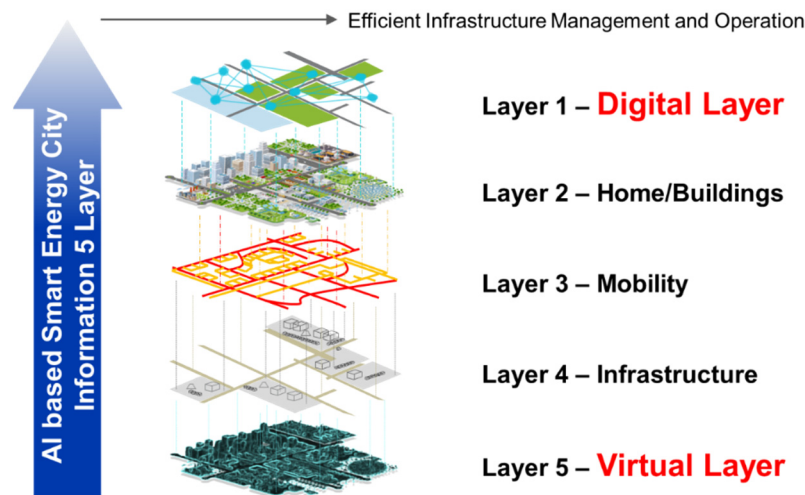 Efficient Infrastructure Management and Operation
AI based Smart Energy City
Information 5 Layer
Layer 1 – Digital Layer
Layer 2 – Home/Buildings
Layer 3 – Mobility
Layer 4 – Infrastructure
Layer 5 – Virtual Layer